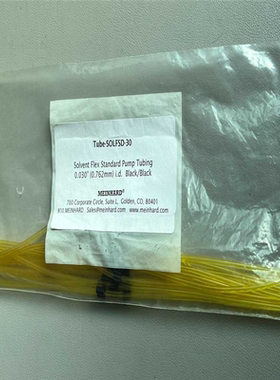 Tube-SOLFSD-30
Solvent Flex Standard Pump Tubing
0.030" (0.762mm) i.d. Black/Black
MEINHARD®
700 Corporate Circle, Suite L, Golden, CO, 80401
MEINHARD Sales@meinhard.com www.meinhard.com